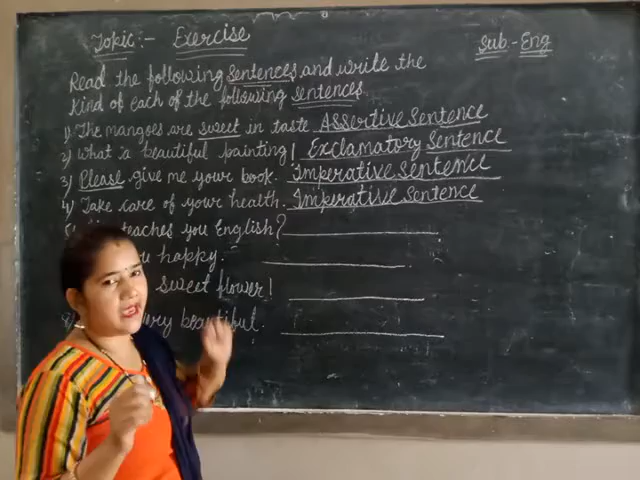 Topic:- Exercise
Sub.- Eng
Read the following sentences and write the
kind of each of the following sentences.
1) The mangoes are sweet in taste Assertive Sentence
2) What a beautiful painting! Exclamatory Sentence
3) Please give me your book. Imperative Sentence
4) Take care of your health. Imperative Sentence
5) teaches you English?
happy.
sweet flower!
8) beautiful.